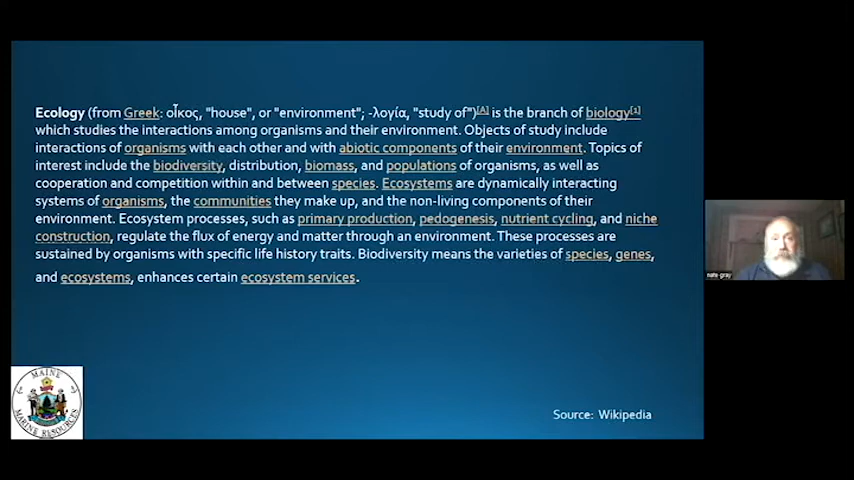 Ecology (from Greek: οἶκος, "house", or "environment"; -λογία, "study of")[A] is the branch of biology[1]
which studies the interactions among organisms and their environment. Objects of study include
interactions of organisms with each other and with abiotic components of their environment. Topics of
interest include the biodiversity, distribution, biomass, and populations of organisms, as well as
cooperation and competition within and between species. Ecosystems are dynamically interacting
systems of organisms, the communities they make up, and the non-living components of their
environment. Ecosystem processes, such as primary production, pedogenesis, nutrient cycling, and niche
construction, regulate the flux of energy and matter through an environment. These processes are
sustained by organisms with specific life history traits. Biodiversity means the varieties of species, genes,
and ecosystems, enhances certain ecosystem services.
nate gray
MAINE
MARINE RESOURCES
Source: Wikipedia